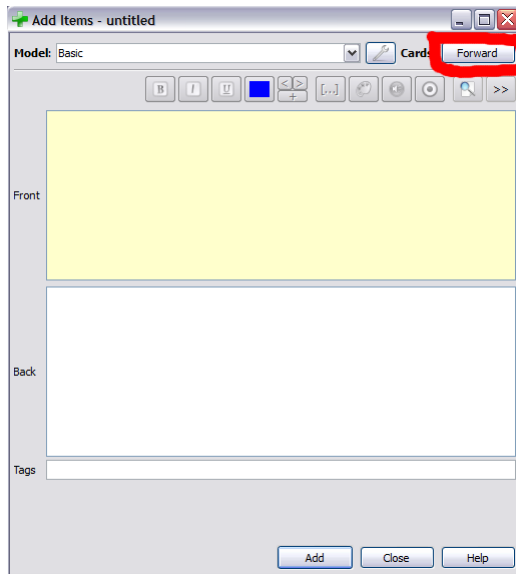 Add Items - untitled
Model: Basic Cards Forward
B I U < > + [...] >>
Front
Back
Tags
Add Close Help